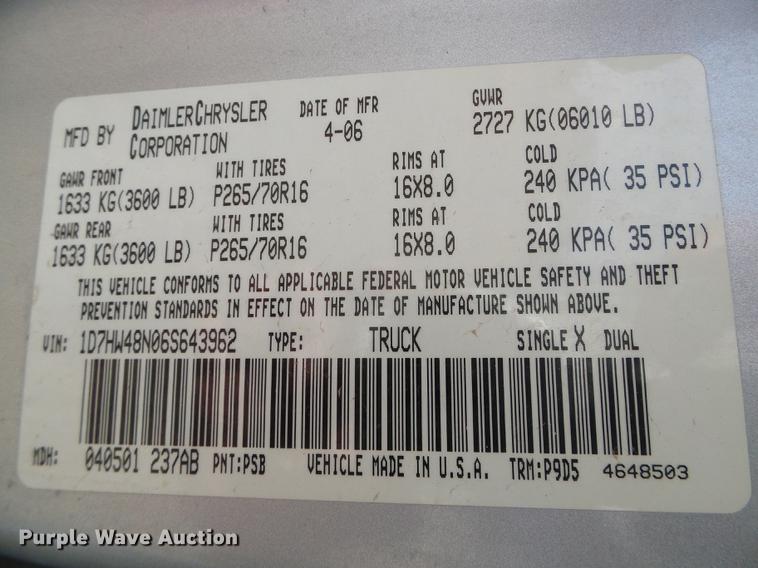 MFD BY DAIMLERCHRYSLER CORPORATION DATE OF MFR 4-06 GVWR 2727 KG(06010 LB)
GAWR FRONT WITH TIRES RIMS AT COLD
1633 KG(3600 LB) P265/70R16 16X8.0 240 KPA( 35 PSI)
GAWR REAR WITH TIRES RIMS AT COLD
1633 KG(3600 LB) P265/70R16 16X8.0 240 KPA( 35 PSI)
THIS VEHICLE CONFORMS TO ALL APPLICABLE FEDERAL MOTOR VEHICLE SAFETY AND THEFT
PREVENTION STANDARDS IN EFFECT ON THE DATE OF MANUFACTURE SHOWN ABOVE.
VIN: 1D7HW48N06S643962 TYPE: TRUCK SINGLE X DUAL
MDH: 040501 237AB PNT:PSB VEHICLE MADE IN U.S.A. TRM:P9D5 4648503
Purple Wave Auction